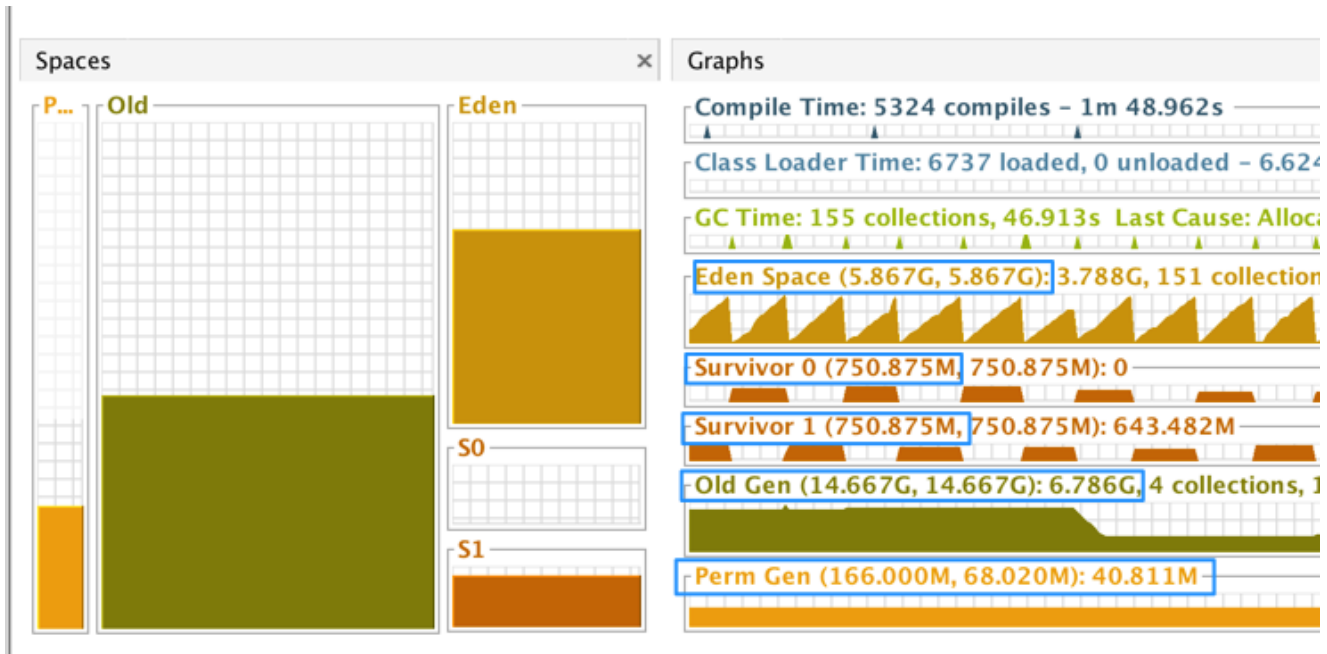 Spaces
P...
Old
Eden
S0
S1
Graphs
Compile Time: 5324 compiles – 1m 48.962s
Class Loader Time: 6737 loaded, 0 unloaded – 6.624
GC Time: 155 collections, 46.913s Last Cause: Alloca
Eden Space (5.867G, 5.867G): 3.788G, 151 collection
Survivor 0 (750.875M, 750.875M): 0
Survivor 1 (750.875M, 750.875M): 643.482M
Old Gen (14.667G, 14.667G): 6.786G, 4 collections, 1
Perm Gen (166.000M, 68.020M): 40.811M